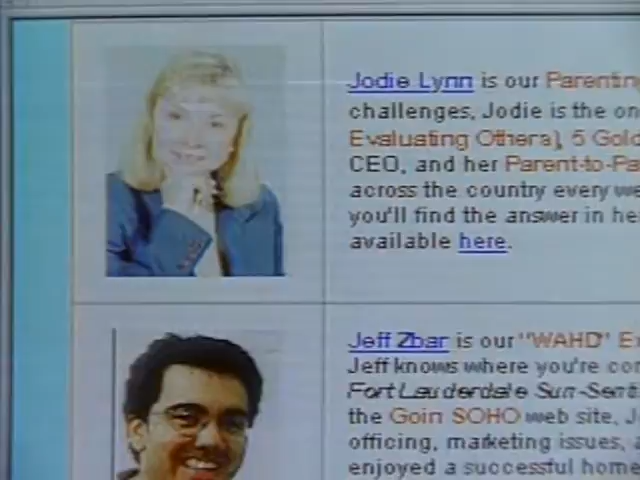 Jodie Lynn is our Parenting
challenges, Jodie is the on
Evaluating Others), 5 Gold
CEO, and her Parent-to-Pa
across the country every we
you'll find the answer in he
available here.
Jeff Zbar is our "WAHD" Ex
Jeff knows where you're co
Fort Lauderdale Sun-Senti
the Goin SOHO web site, J
officing, marketing issues, a
enjoyed a successful home